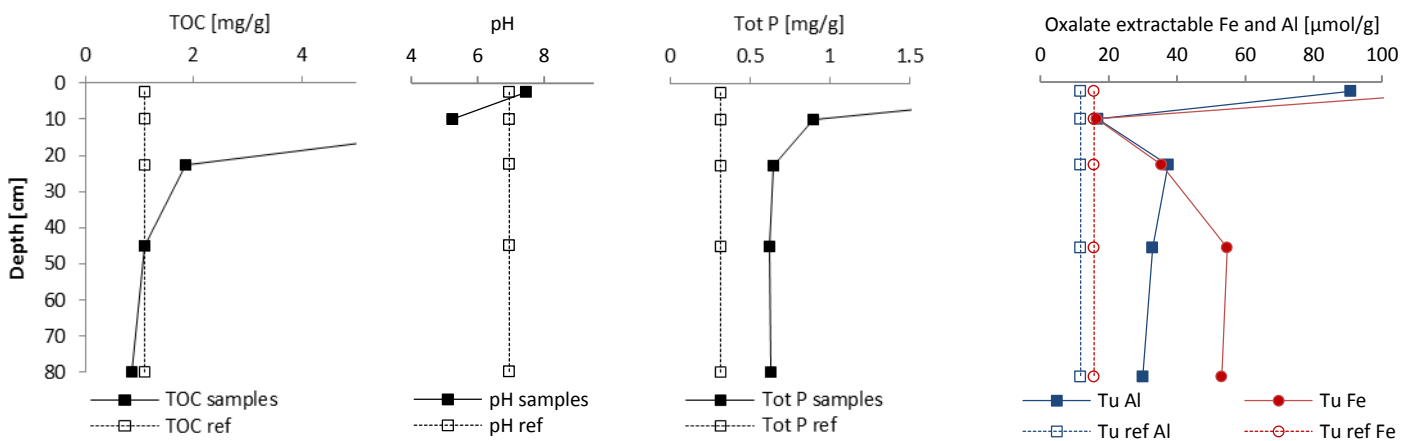 TOC [mg/g]
0 2 4
pH
4 6 8
Tot P [mg/g]
0 0.5 1 1.5
Oxalate extractable Fe and Al [µmol/g]
0 20 40 60 80 100
Depth [cm]
0
10
20
30
40
50
60
70
80
TOC samples
TOC ref
pH samples
pH ref
Tot P samples
Tot P ref
Tu Al
Tu Fe
Tu ref Al
Tu ref Fe